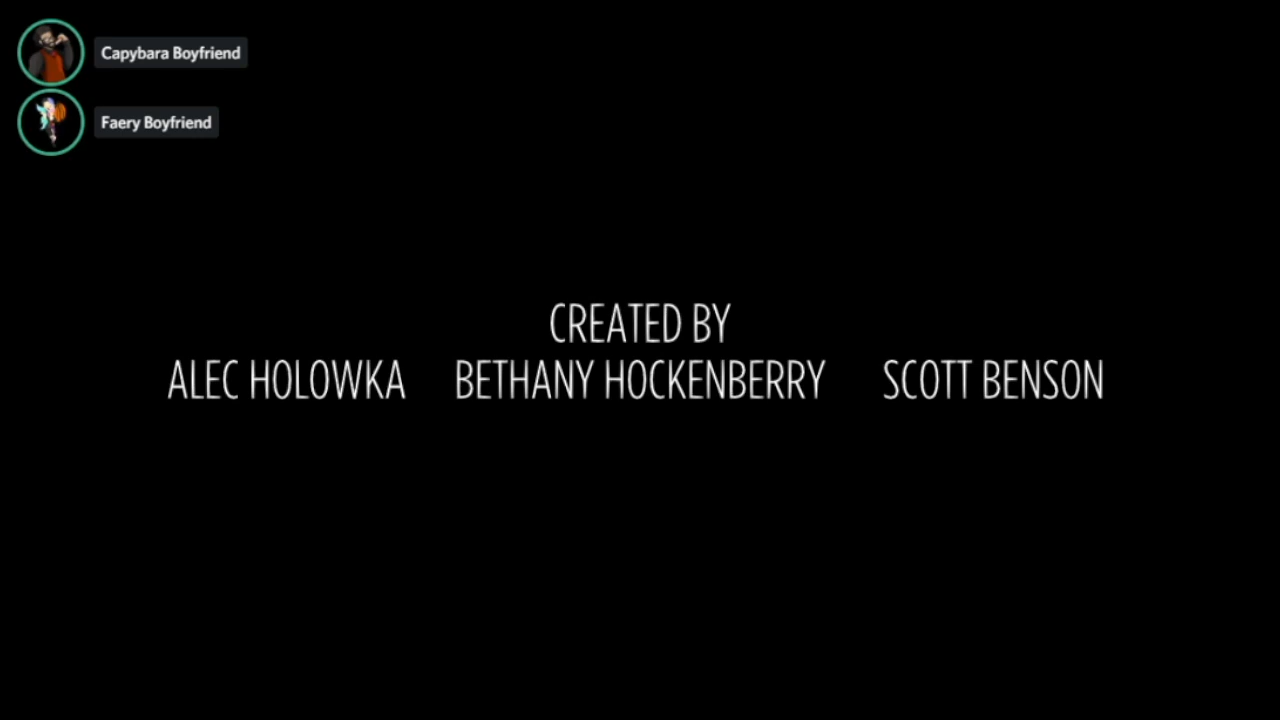 Capybara Boyfriend
Faery Boyfriend
CREATED BY
ALEC HOLOWKA BETHANY HOCKENBERRY SCOTT BENSON